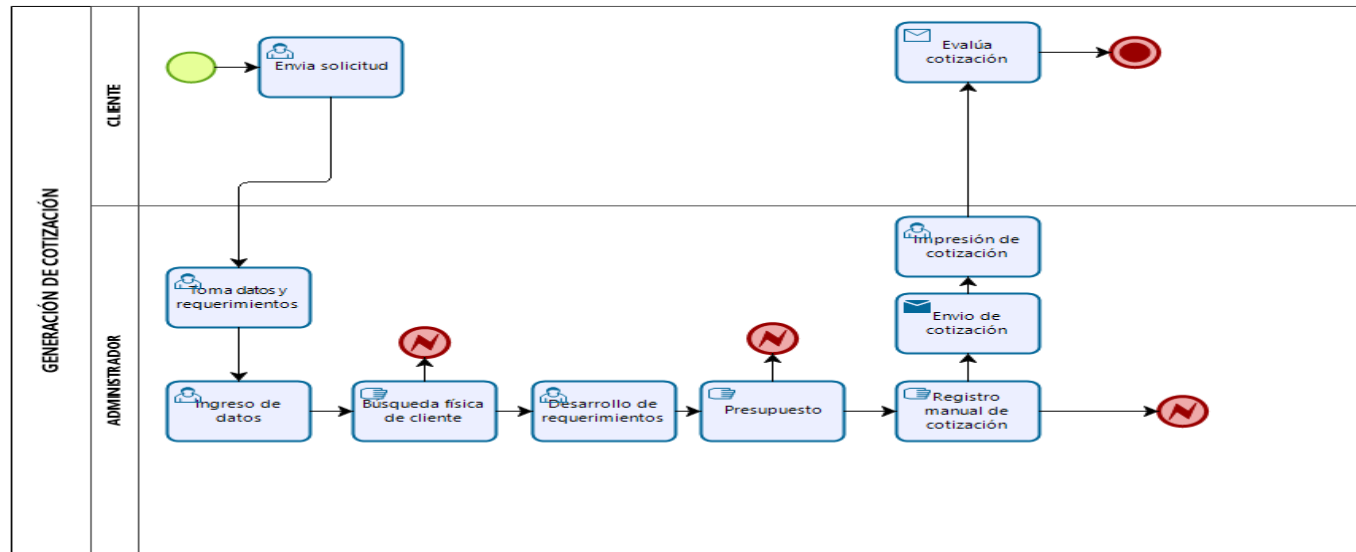 GENERACIÓN DE COTIZACIÓN
CLIENTE
Envia solicitud
Evalúa
cotización
ADMINISTRADOR
Toma datos y
requerimientos
Ingreso de
datos
Búsqueda física
de cliente
Desarrollo de
requerimientos
Presupuesto
Registro
manual de
cotización
Envio de
cotización
Impresión de
cotización